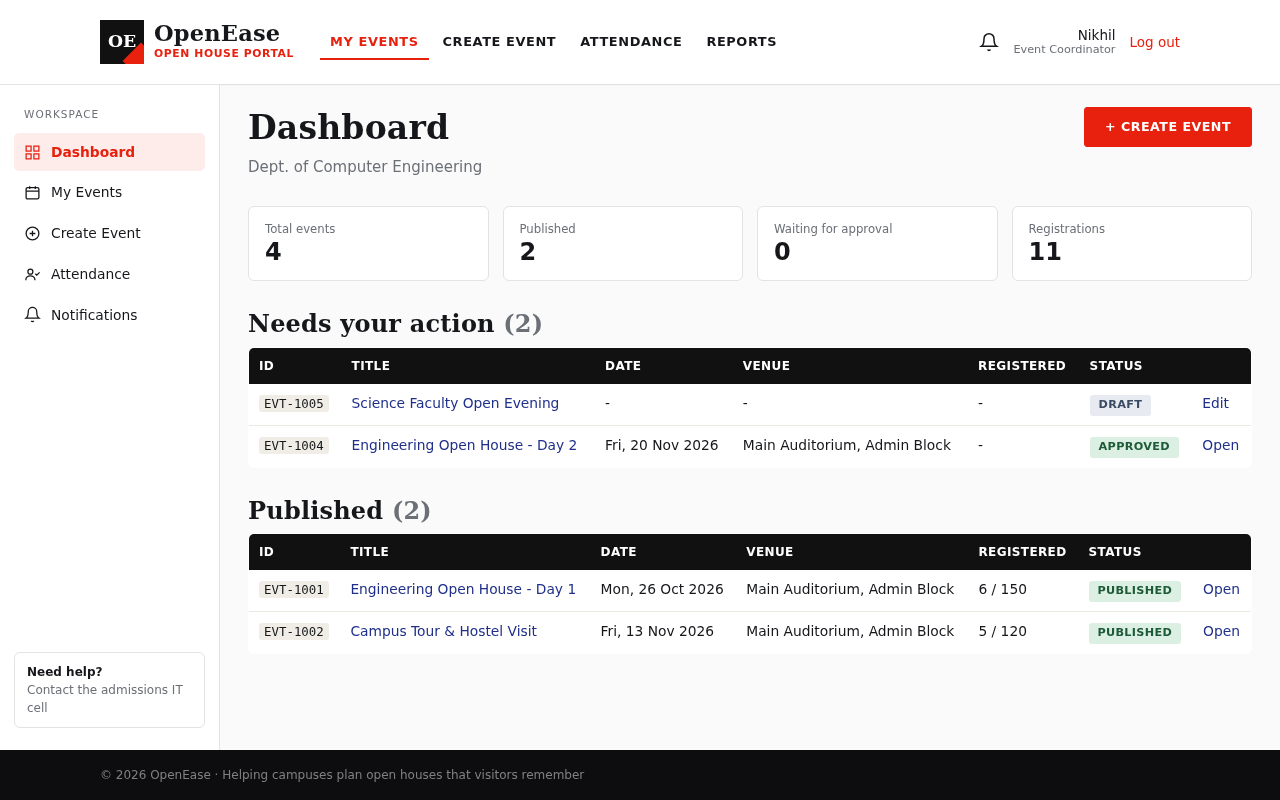 OE
OpenEase
OPEN HOUSE PORTAL
MY EVENTS CREATE EVENT ATTENDANCE REPORTS
Nikhil
Event Coordinator
Log out
WORKSPACE
Dashboard
My Events
Create Event
Attendance
Notifications
Need help?
Contact the admissions IT
cell
Dashboard
Dept. of Computer Engineering
+ CREATE EVENT
Total events
4
Published
2
Waiting for approval
0
Registrations
11
Needs your action (2)
ID TITLE DATE VENUE REGISTERED STATUS
EVT-1005 Science Faculty Open Evening - - - DRAFT Edit
EVT-1004 Engineering Open House - Day 2 Fri, 20 Nov 2026 Main Auditorium, Admin Block - APPROVED Open
Published (2)
ID TITLE DATE VENUE REGISTERED STATUS
EVT-1001 Engineering Open House - Day 1 Mon, 26 Oct 2026 Main Auditorium, Admin Block 6 / 150 PUBLISHED Open
EVT-1002 Campus Tour & Hostel Visit Fri, 13 Nov 2026 Main Auditorium, Admin Block 5 / 120 PUBLISHED Open
© 2026 OpenEase · Helping campuses plan open houses that visitors remember